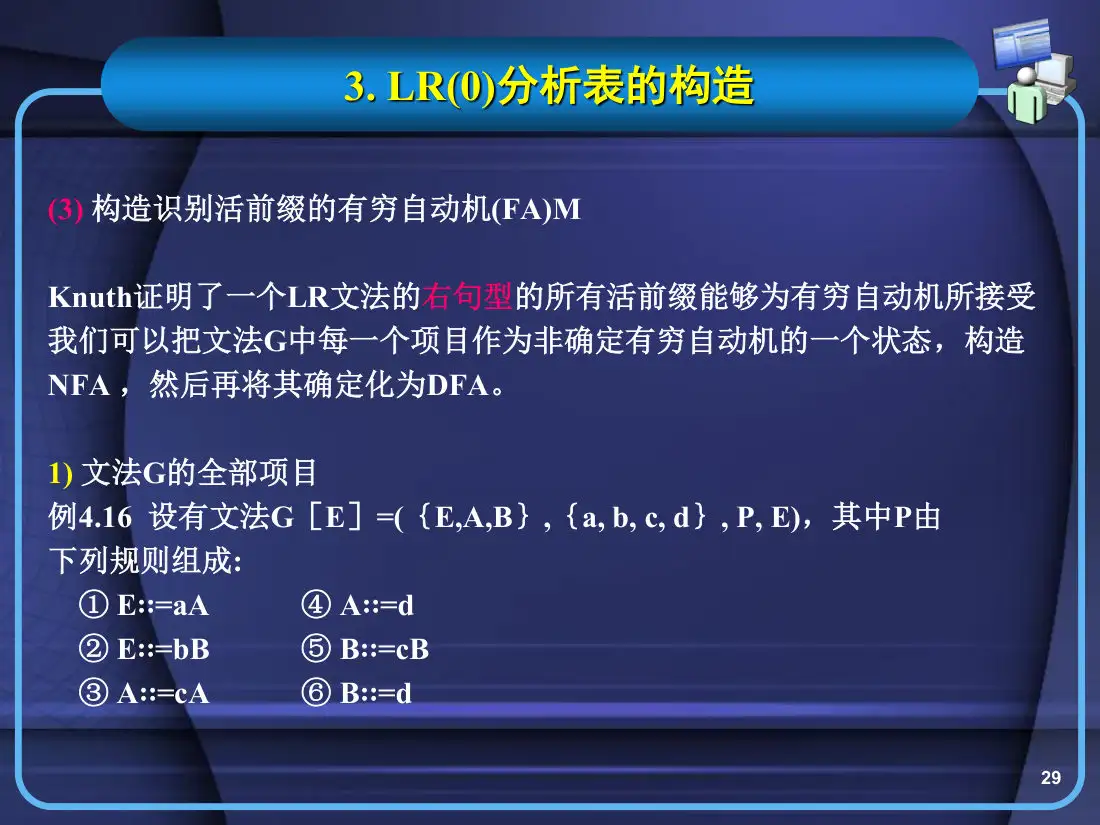 3. LR(0)分析表的构造
(3) 构造识别活前缀的有穷自动机(FA)M
Knuth证明了一个LR文法的右句型的所有活前缀能够为有穷自动机所接受
我们可以把文法G中每一个项目作为非确定有穷自动机的一个状态，构造
NFA ，然后再将其确定化为DFA。
1) 文法G的全部项目
例4.16 设有文法G［E］=(｛E,A,B｝,｛a, b, c, d｝, P, E)，其中P由
下列规则组成:
① E∷=aA ④ A∷=d
② E∷=bB ⑤ B∷=cB
③ A∷=cA ⑥ B∷=d
29